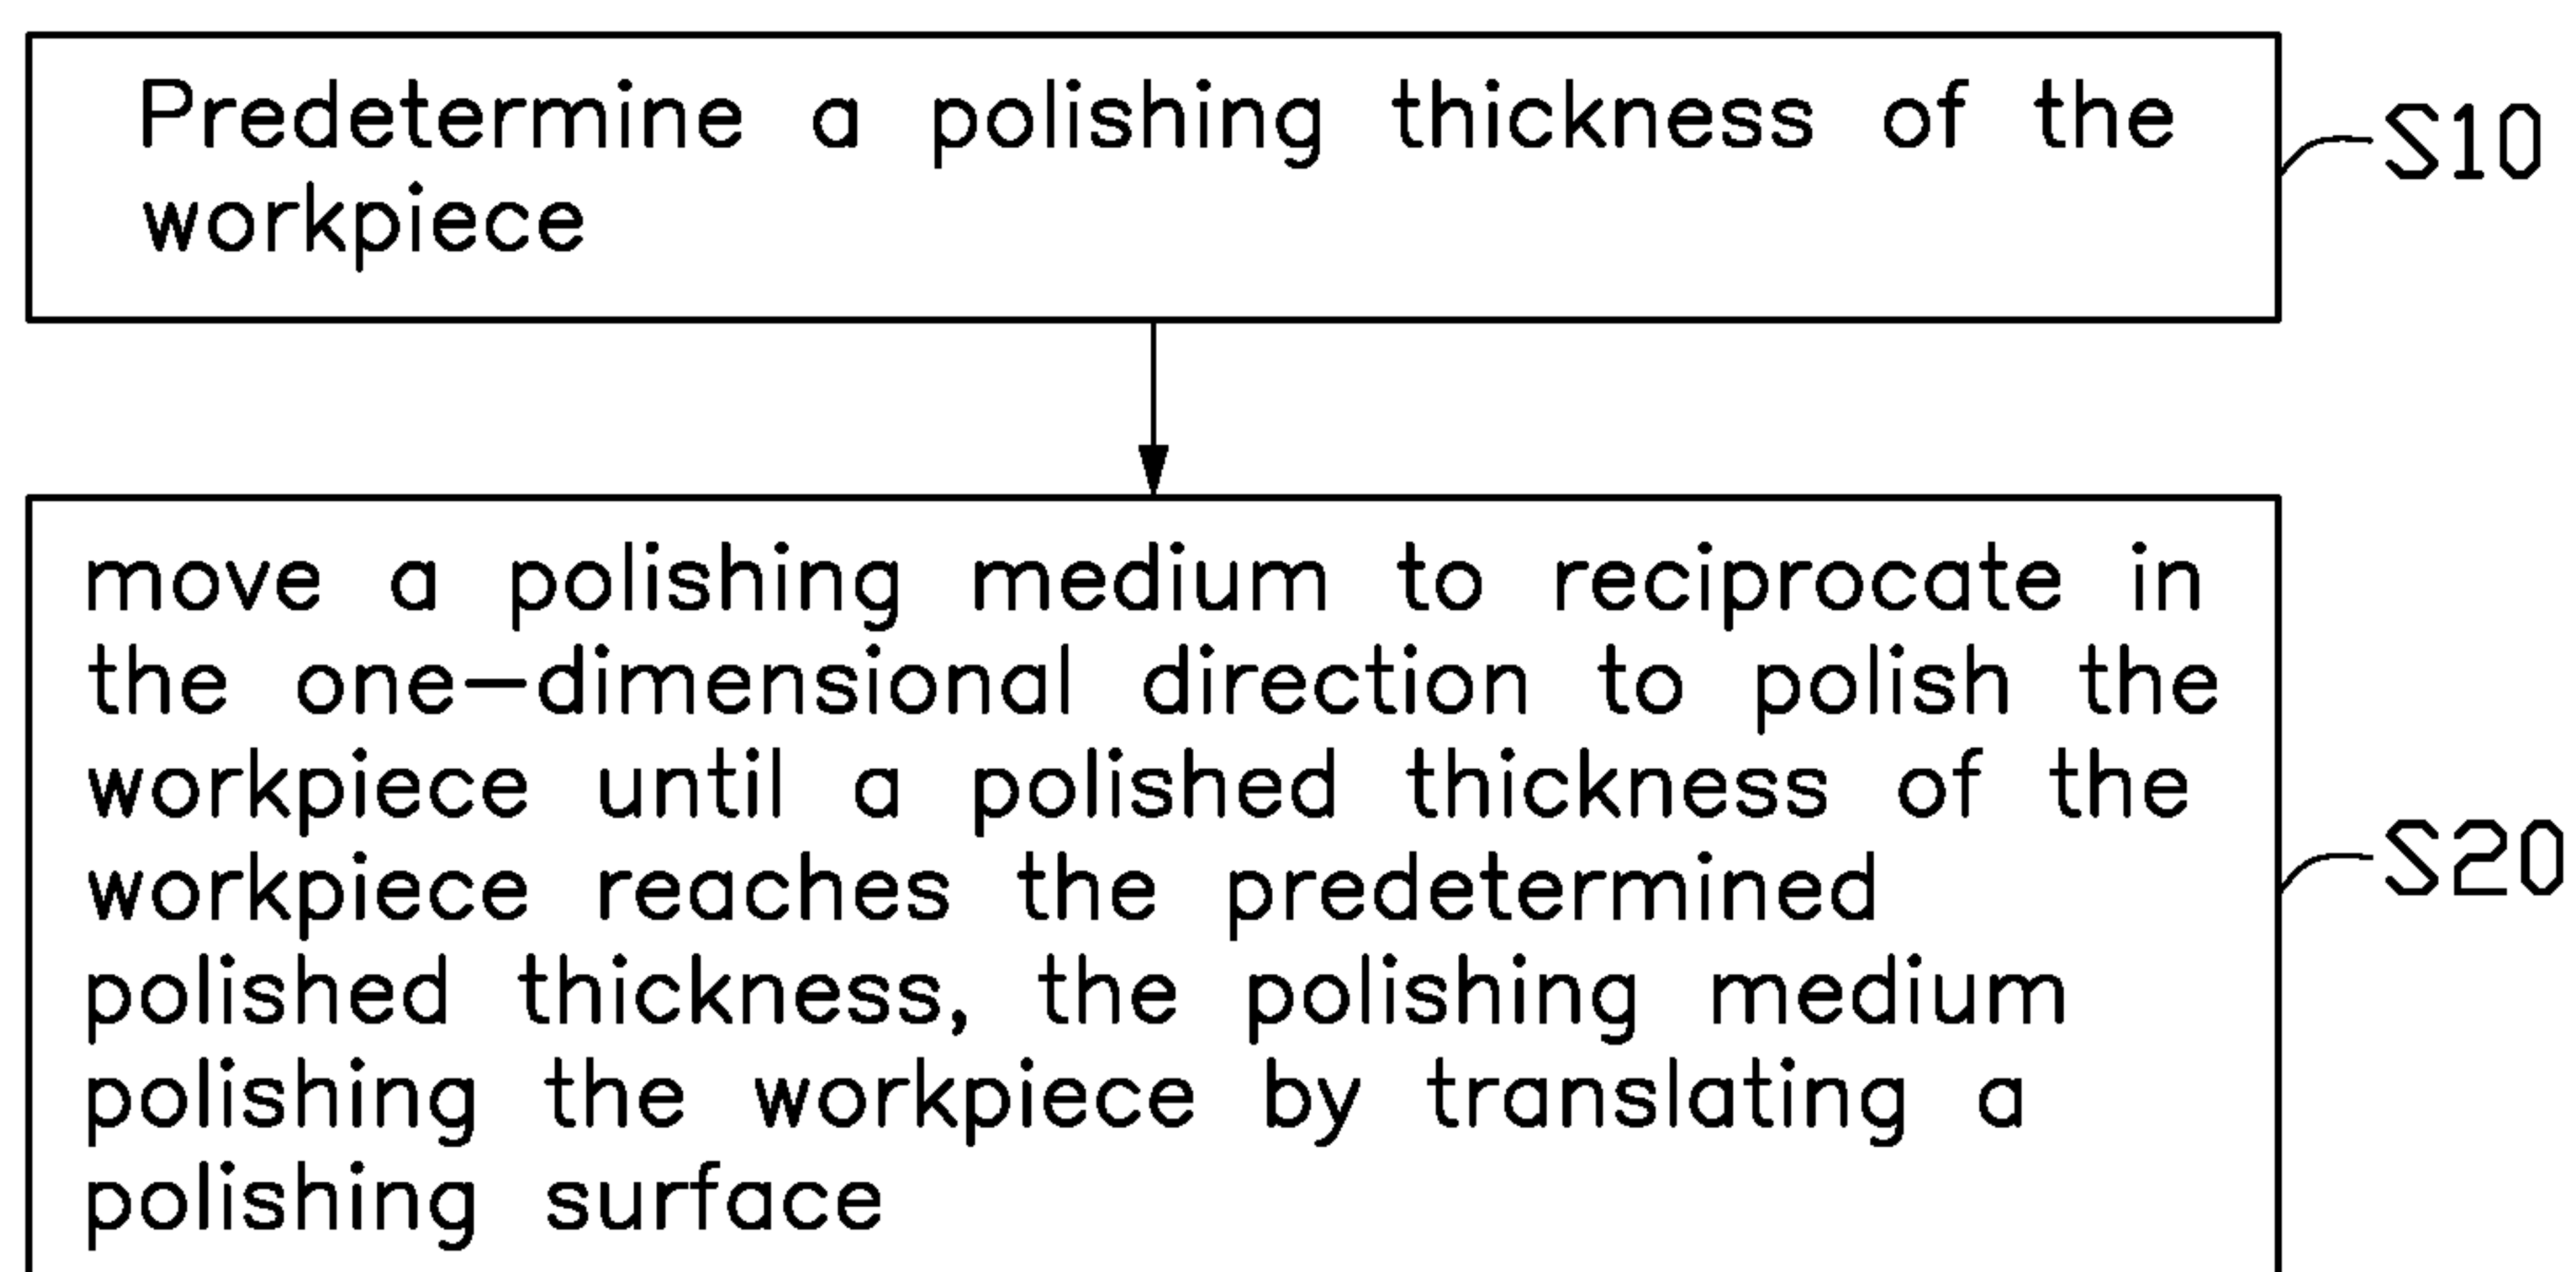 Predetermine a polishing thickness of the
workpiece
S10
move a polishing medium to reciprocate in
the one-dimensional direction to polish the
workpiece until a polished thickness of the
workpiece reaches the predetermined
polished thickness, the polishing medium
polishing the workpiece by translating a
polishing surface
S20